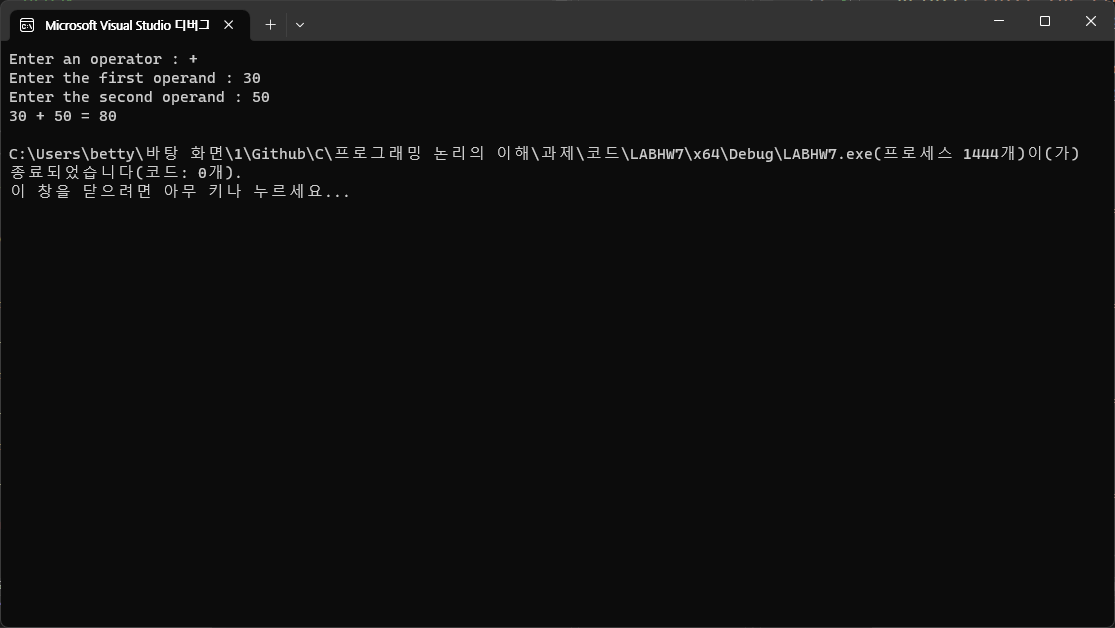 Microsoft Visual Studio 디버그
Enter an operator : +
Enter the first operand : 30
Enter the second operand : 50
30 + 50 = 80
C:\Users\betty\바탕 화면\1\Github\C\프로그래밍 논리의 이해\과제\코드\LABHW7\x64\Debug\LABHW7.exe(프로세스 1444개)이(가)
종료되었습니다(코드: 0개).
이 창을 닫으려면 아무 키나 누르세요...